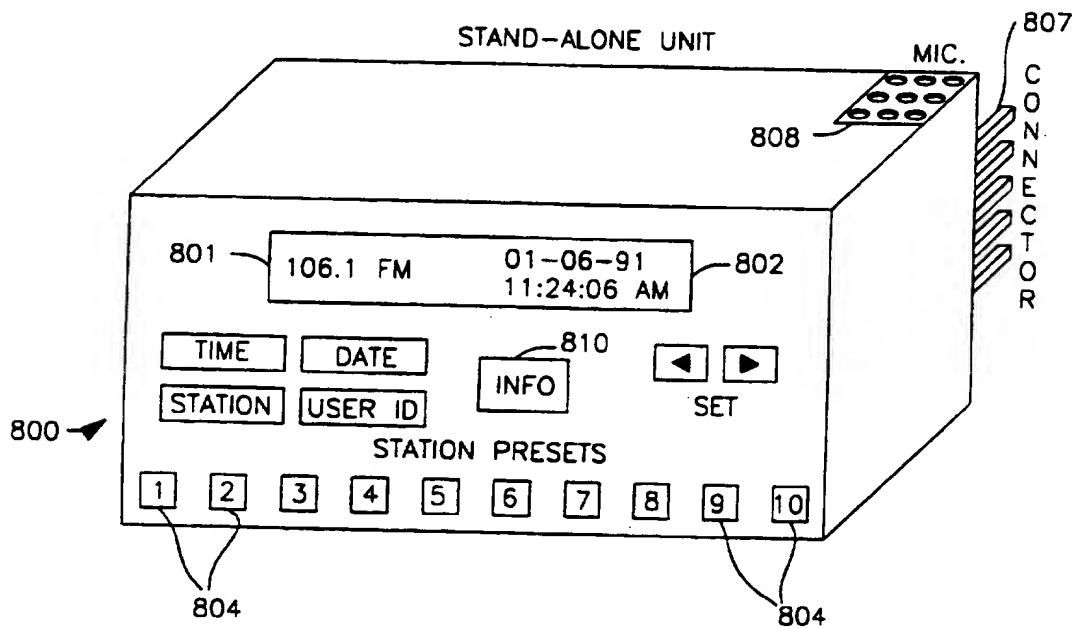 STAND-ALONE UNIT
MIC.
807
CONNECTOR
808
801
106.1 FM
01-06-91
11:24:06 AM
802
TIME
DATE
810
INFO
◄ ►
SET
STATION
USER ID
800
STATION PRESETS
1 2 3 4 5 6 7 8 9 10
804
804